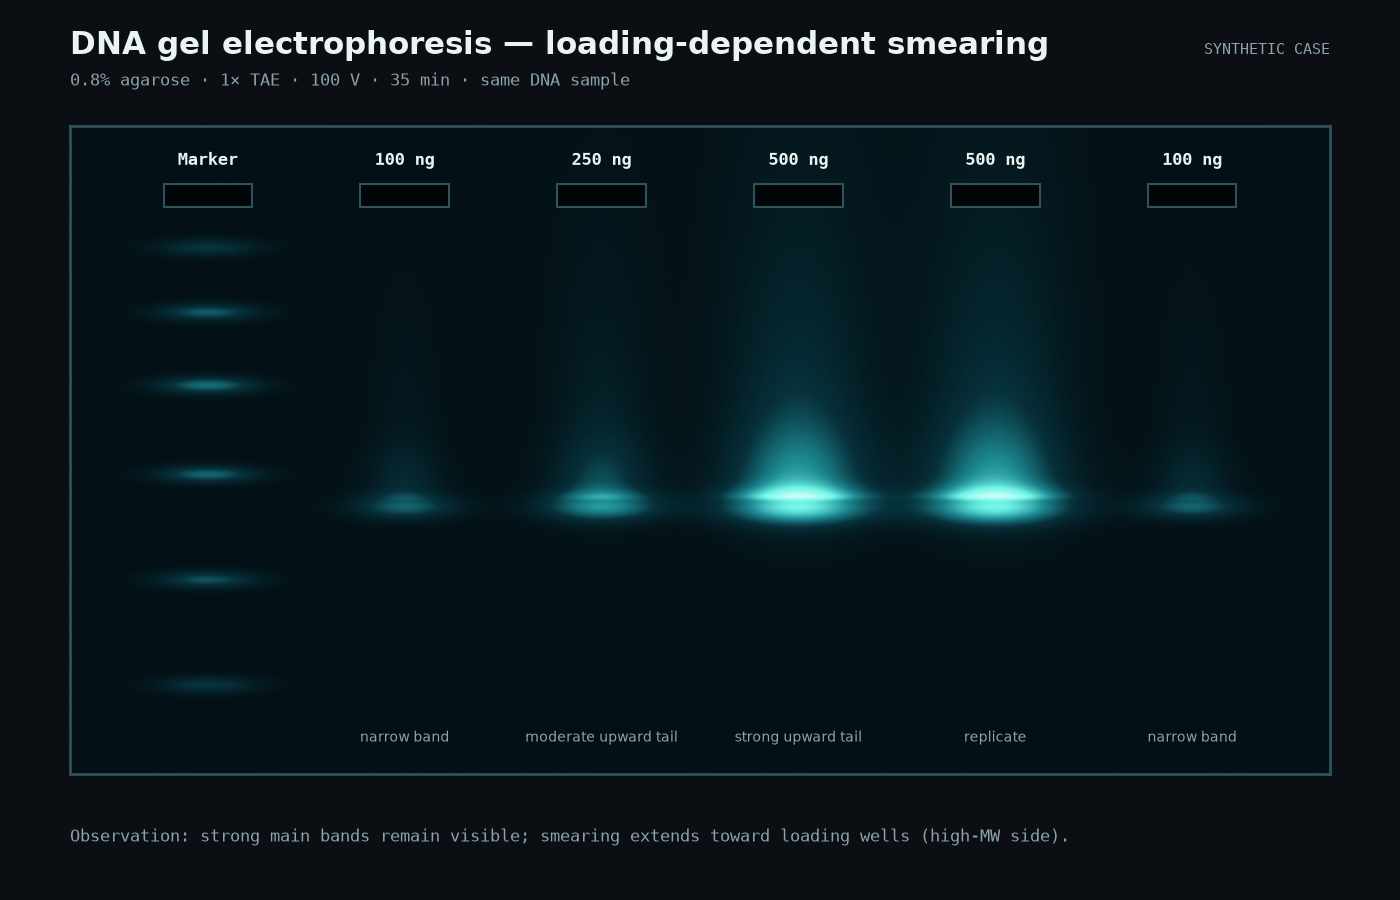 DNA gel electrophoresis — loading-dependent smearing
SYNTHETIC CASE
0.8% agarose · 1× TAE · 100 V · 35 min · same DNA sample
Marker
100 ng
250 ng
500 ng
500 ng
100 ng
narrow band
moderate upward tail
strong upward tail
replicate
narrow band
Observation: strong main bands remain visible; smearing extends toward loading wells (high-MW side).